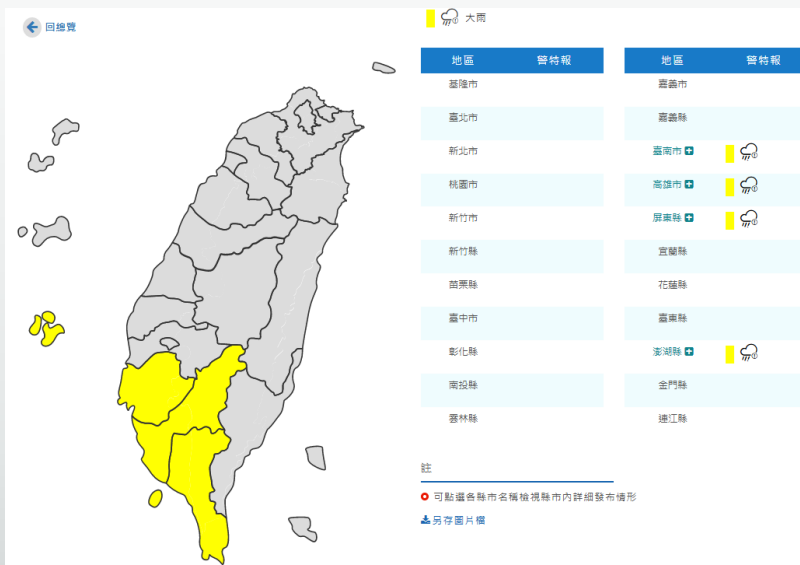 回總覽
大雨
地區 警特報
基隆市
臺北市
新北市
桃園市
新竹市
新竹縣
苗栗縣
臺中市
彰化縣
南投縣
雲林縣
地區 警特報
嘉義市
嘉義縣
臺南市
高雄市
屏東縣
宜蘭縣
花蓮縣
臺東縣
澎湖縣
金門縣
連江縣
註
可點選各縣市名稱檢視縣市內詳細發布情形
另存圖片檔